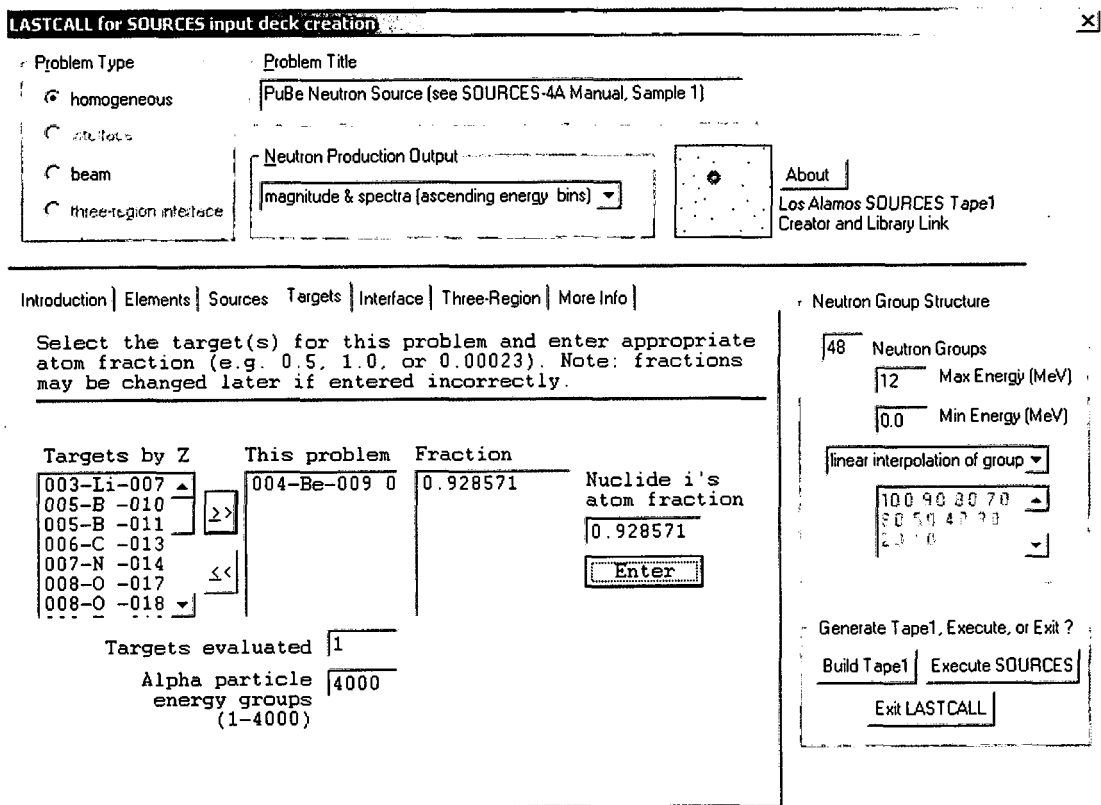 LASTCALL for SOURCES input deck creation
Problem Type
homogeneous
beam
three-region interface
Problem Title
PuBe Neutron Source (see SOURCES-4A Manual, Sample 1)
Neutron Production Output
magnitude & spectra (ascending energy bins)
About
Los Alamos SOURCES Tape1
Creator and Library Link
Introduction Elements Sources Targets Interface Three-Region More Info
Select the target(s) for this problem and enter appropriate
atom fraction (e.g. 0.5, 1.0, or 0.00023). Note: fractions
may be changed later if entered incorrectly.
Targets by Z
003-Li-007
005-B -010
005-B -011
006-C -013
007-N -014
008-O -017
008-O -018
>>
<<
This problem
004-Be-009 0
Fraction
0.928571
Nuclide i's
atom fraction
0.928571
Enter
Targets evaluated 1
Alpha particle
energy groups
(1-4000)
4000
Neutron Group Structure
48 Neutron Groups
12 Max Energy (MeV)
0.0 Min Energy (MeV)
linear interpolation of group
Generate Tape1, Execute, or Exit ?
Build Tape1 Execute SOURCES
Exit LASTCALL